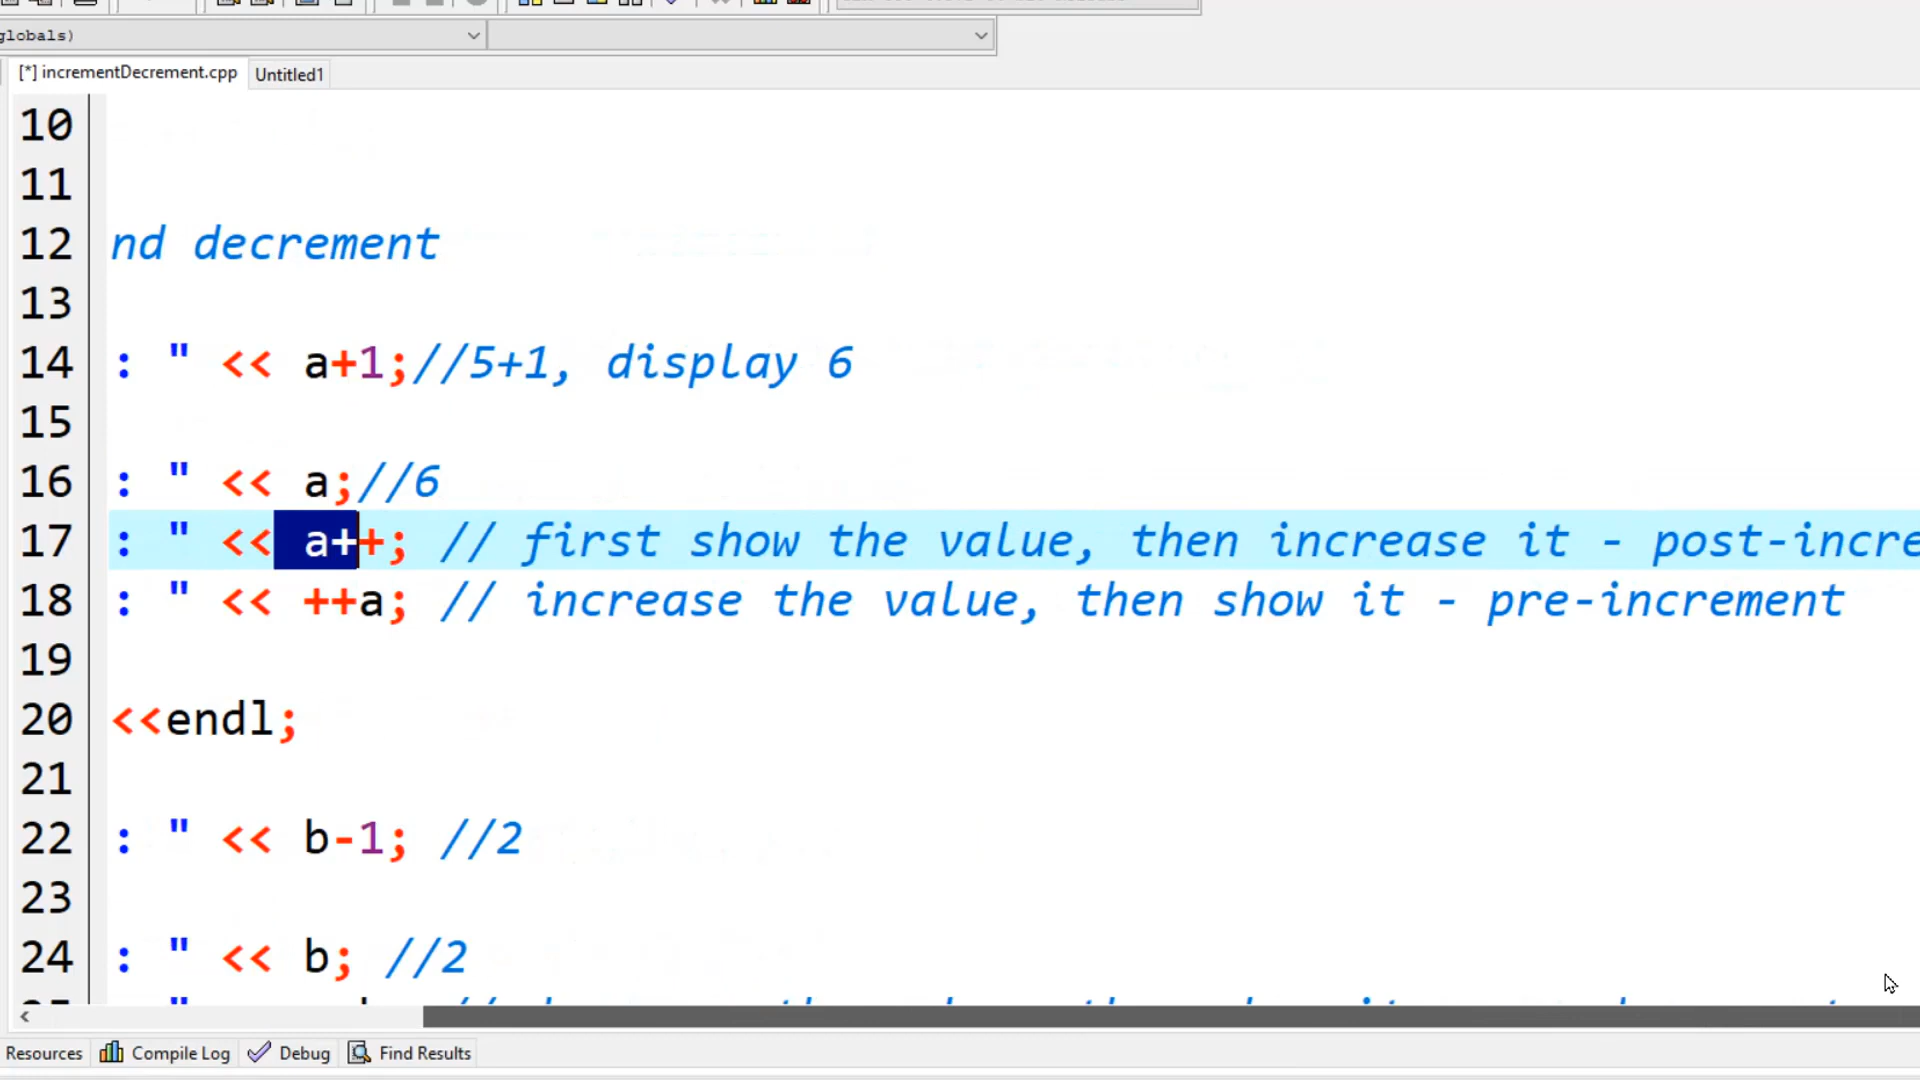 globals)
[*] incrementDecrement.cpp Untitled1
10
11
12 nd decrement
13
14 : " << a+1;//5+1, display 6
15
16 : " << a;//6
17 : " << a++; // first show the value, then increase it - post-incre
18 : " << ++a; // increase the value, then show it - pre-increment
19
20 <<endl;
21
22 : " << b-1; //2
23
24 : " << b; //2
Resources Compile Log Debug Find Results